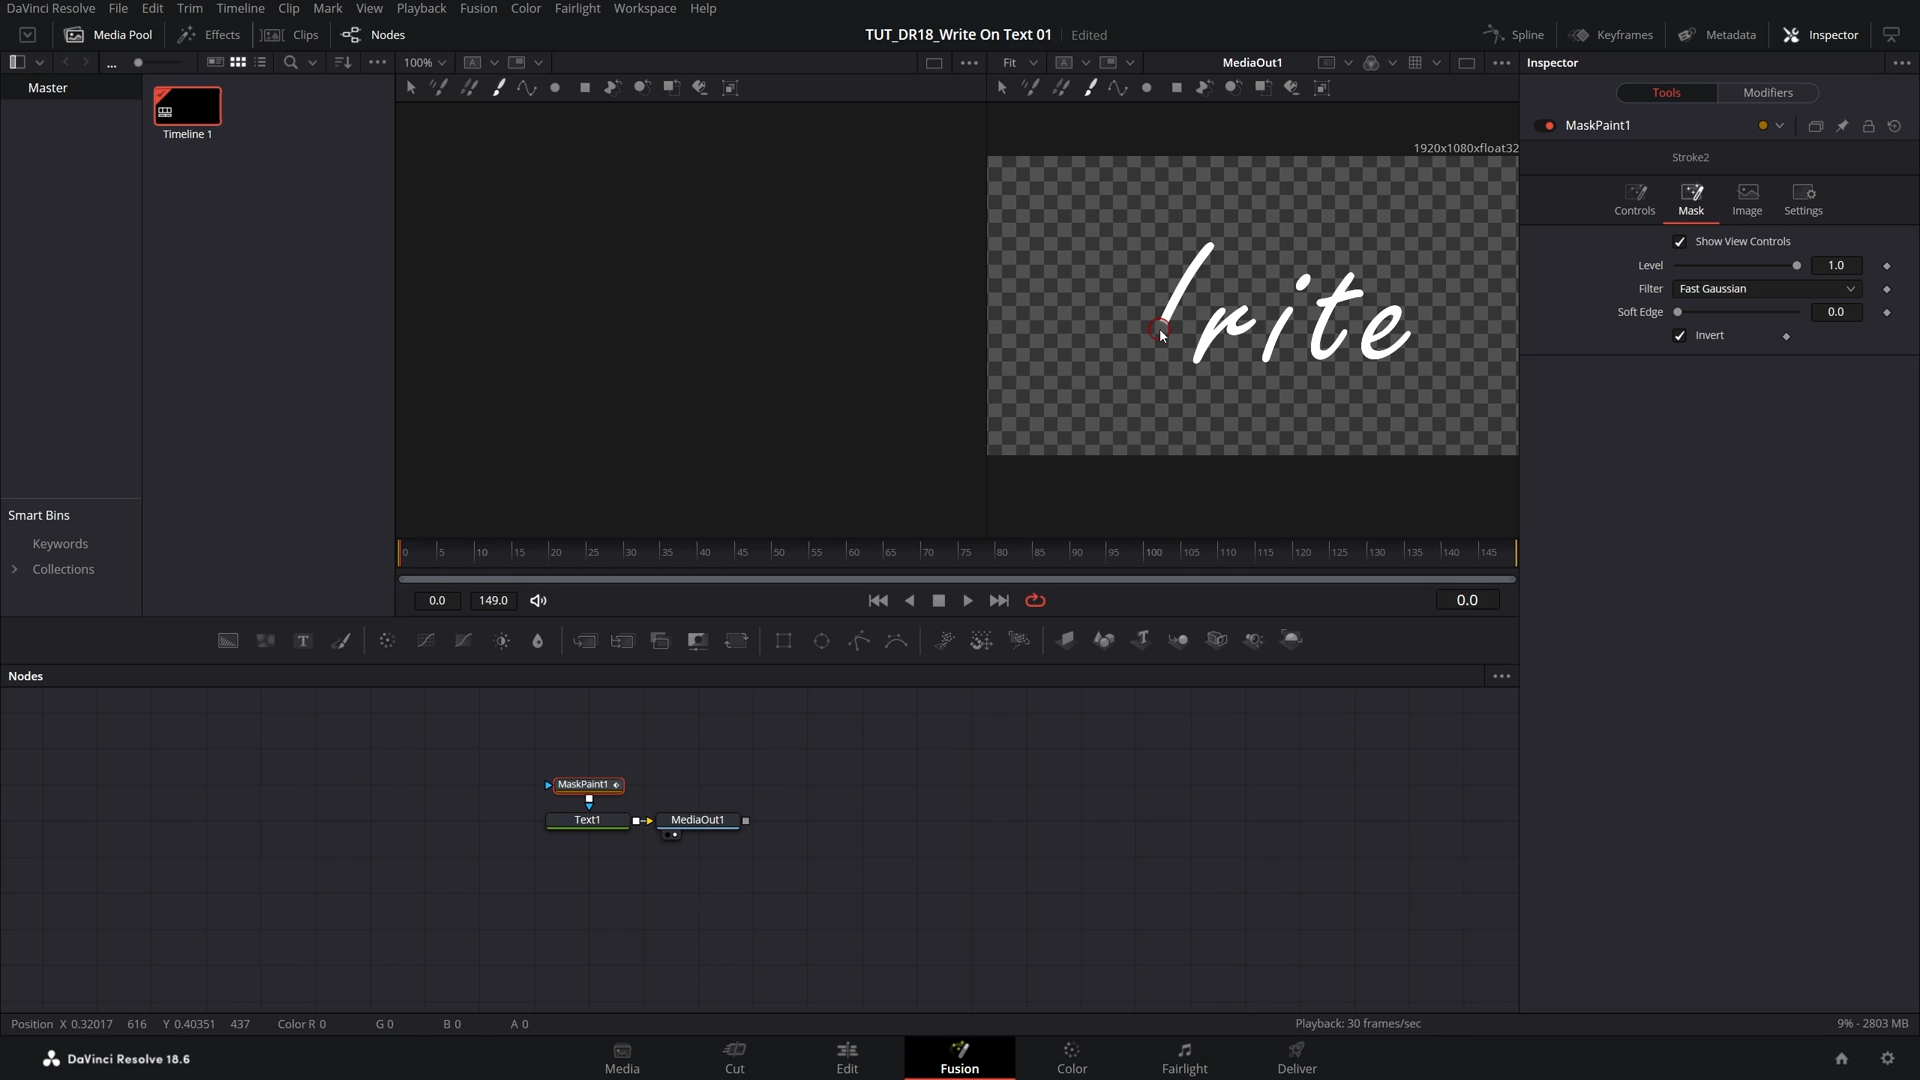 DaVinci Resolve File Edit Trim Timeline Clip Mark View Playback Fusion Color Fairlight Workspace Help
Media Pool Effects Clips Nodes TUT_DR18_Write On Text 01 Edited Spline Keyframes Metadata Inspector
... 100% A Fit A MediaOut1 Inspector
Master
Timeline 1
Tools Modifiers
MaskPaint1
1920x1080xfloat32
Stroke2
Controls Mask Image Settings
Show View Controls
Level 1.0
Filter Fast Gaussian
Soft Edge 0.0
Invert
rite
Smart Bins
Keywords
Collections
0 5 10 15 20 25 30 35 40 45 50 55 60 65 70 75 80 85 90 95 100 105 110 115 120 125 130 135 140 145
0.0 149.0 0.0
T T
Nodes
MaskPaint1
Text1 MediaOut1
Position X 0.32017 616 Y 0.40351 437 Color R 0 G 0 B 0 A 0 Playback: 30 frames/sec 9% - 2803 MB
DaVinci Resolve 18.6 Media Cut Edit Fusion Color Fairlight Deliver